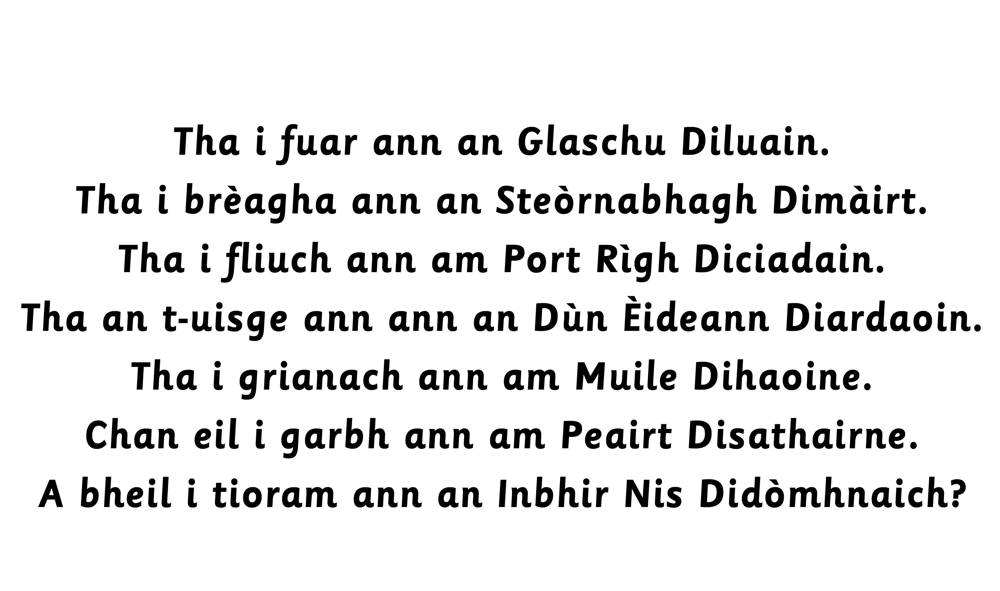 Tha i fuar ann an Glaschu Diluain.
Tha i brèagha ann an Steòrnabhagh Dimàirt.
Tha i fliuch ann am Port Rìgh Diciadain.
Tha an t-uisge ann ann an Dùn Èideann Diardaoin.
Tha i grianach ann am Muile Dihaoine.
Chan eil i garbh ann am Peairt Disathairne.
A bheil i tioram ann an Inbhir Nis Didòmhnaich?